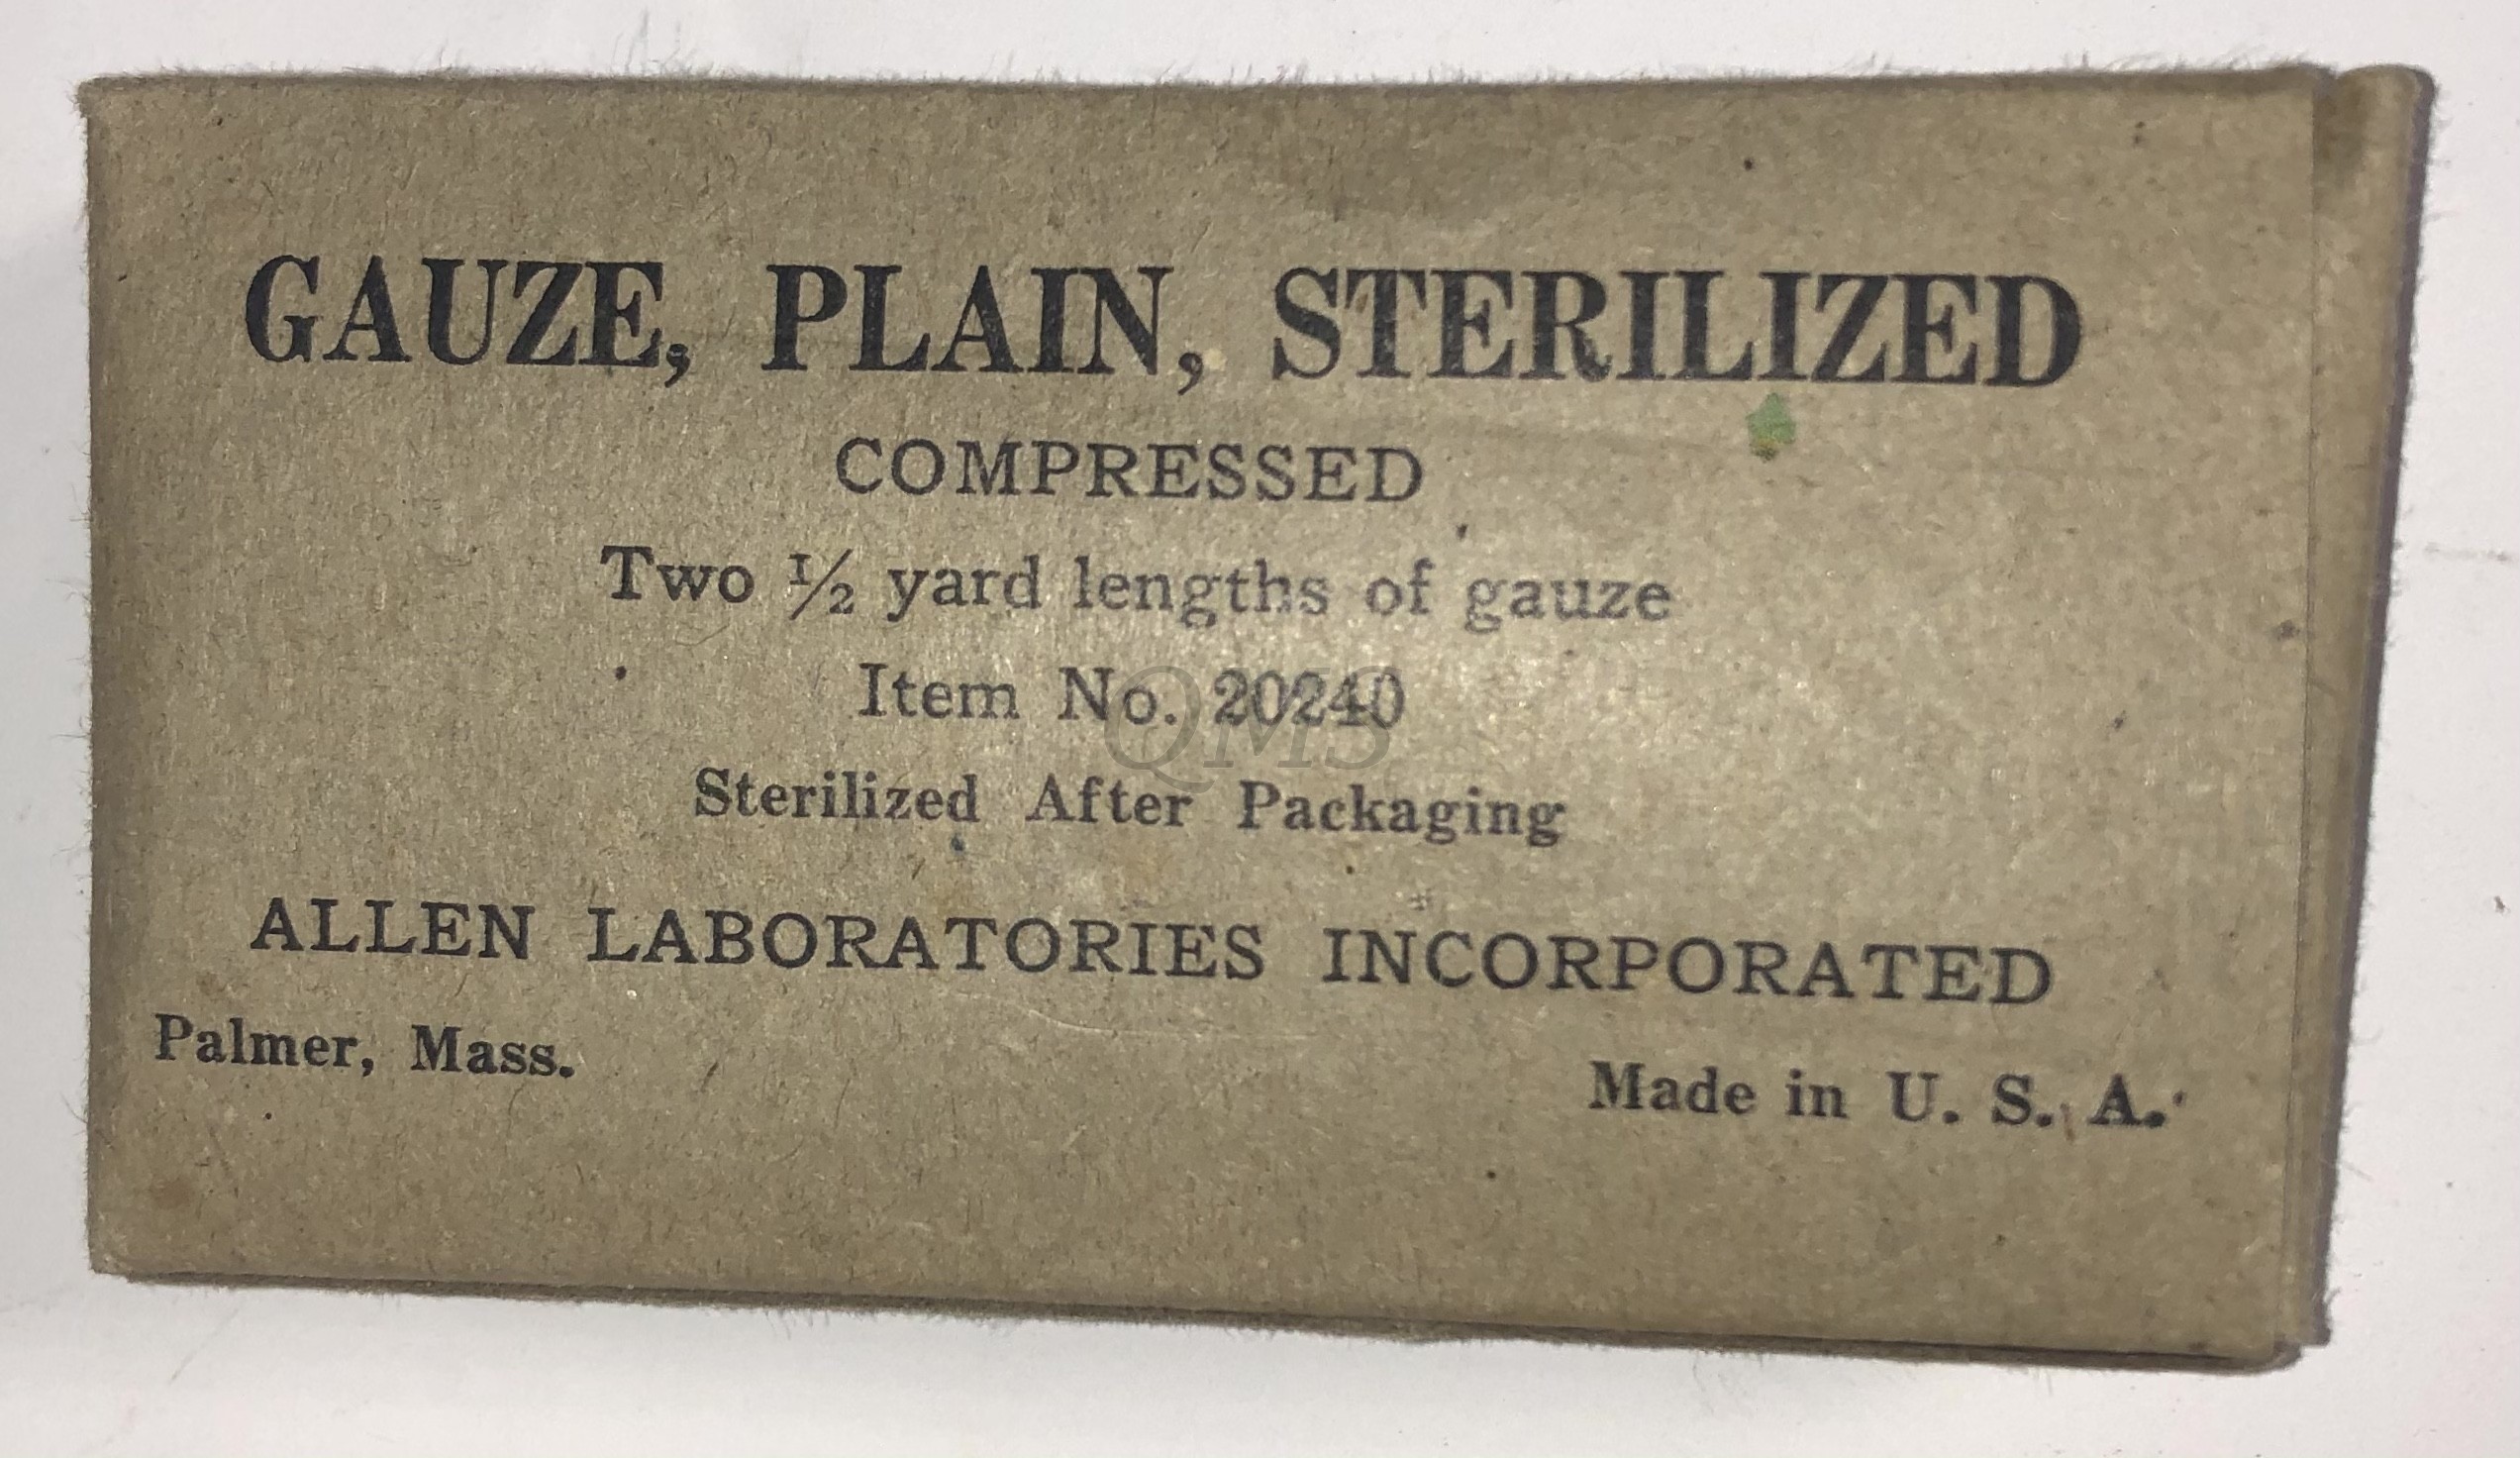 GAUZE, PLAIN, STERILIZED
COMPRESSED
Two ½ yard lengths of gauze
Item No. 20240
QMS
Sterilized After Packaging
ALLEN LABORATORIES INCORPORATED
Palmer, Mass.
Made in U. S. A.